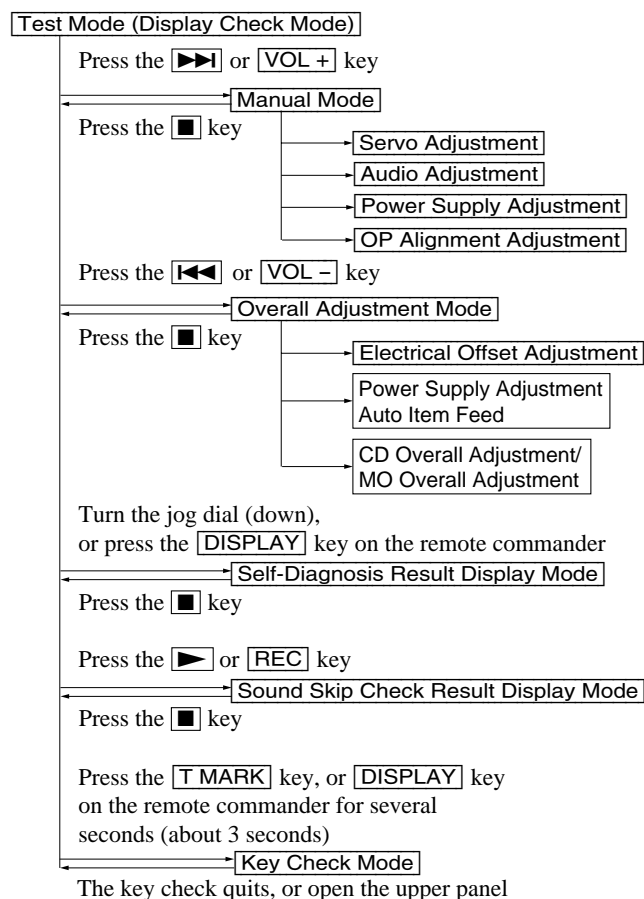 Test Mode (Display Check Mode)
Press the ▶▶I or VOL + key
Manual Mode
Press the ■ key
Servo Adjustment
Audio Adjustment
Power Supply Adjustment
OP Alignment Adjustment
Press the I◀◀ or VOL – key
Overall Adjustment Mode
Press the ■ key
Electrical Offset Adjustment
Power Supply Adjustment
Auto Item Feed
CD Overall Adjustment/
MO Overall Adjustment
Turn the jog dial (down),
or press the DISPLAY key on the remote commander
Self-Diagnosis Result Display Mode
Press the ■ key
Press the ▶ or REC key
Sound Skip Check Result Display Mode
Press the ■ key
Press the T MARK key, or DISPLAY key
on the remote commander for several
seconds (about 3 seconds)
Key Check Mode
The key check quits, or open the upper panel